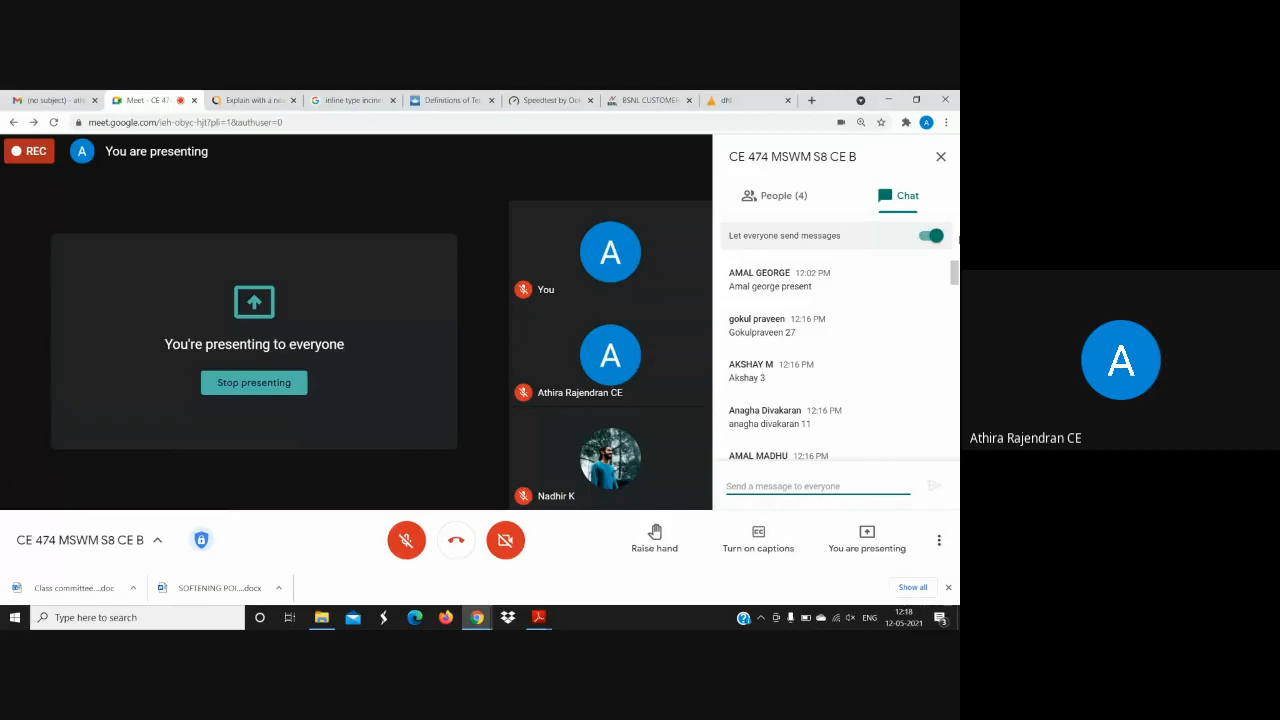 (no subject) - athi
Meet - CE 474
Explain with a nea
inline type incine
Definitions of Te
Speedtest by Ook
BSNL CUSTOMER
dhl
meet.google.com/ieh-obyc-hjt?pli=1&authuser=0
A
REC
A
You are presenting
CE 474 MSWM S8 CE B
People (4)
Chat
Let everyone send messages
You're presenting to everyone
Stop presenting
A
You
A
Athira Rajendran CE
Nadhir K
AMAL GEORGE 12:02 PM
Amal george present
gokul praveen 12:16 PM
Gokulpraveen 27
AKSHAY M 12:16 PM
Akshay 3
Anagha Divakaran 12:16 PM
anagha divakaran 11
AMAL MADHU 12:16 PM
Send a message to everyone
A
Athira Rajendran CE
CE 474 MSWM S8 CE B
Raise hand
Turn on captions
You are presenting
Class committee....doc
SOFTENING POI....docx
Show all
Type here to search
ENG
12:18
12-05-2021
3